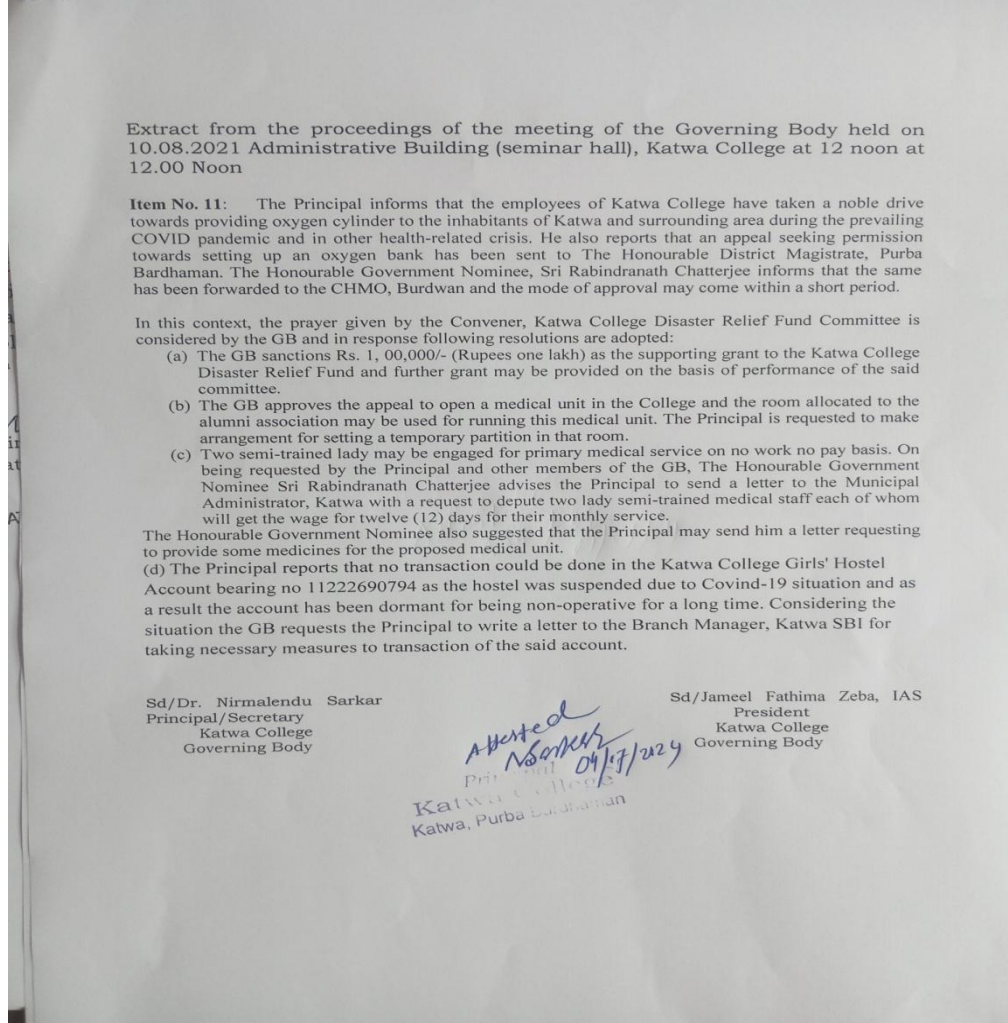 Extract from the proceedings of the meeting of the Governing Body held on
10.08.2021 Administrative Building (seminar hall), Katwa College at 12 noon at
12.00 Noon
Item No. 11: The Principal informs that the employees of Katwa College have taken a noble drive
towards providing oxygen cylinder to the inhabitants of Katwa and surrounding area during the prevailing
COVID pandemic and in other health-related crisis. He also reports that an appeal seeking permission
towards setting up an oxygen bank has been sent to The Honourable District Magistrate, Purba
Bardhaman. The Honourable Government Nominee, Sri Rabindranath Chatterjee informs that the same
has been forwarded to the CHMO, Burdwan and the mode of approval may come within a short period.
In this context, the prayer given by the Convener, Katwa College Disaster Relief Fund Committee is
considered by the GB and in response following resolutions are adopted:
(a) The GB sanctions Rs. 1, 00,000/- (Rupees one lakh) as the supporting grant to the Katwa College
Disaster Relief Fund and further grant may be provided on the basis of performance of the said
committee.
(b) The GB approves the appeal to open a medical unit in the College and the room allocated to the
alumni association may be used for running this medical unit. The Principal is requested to make
arrangement for setting a temporary partition in that room.
(c) Two semi-trained lady may be engaged for primary medical service on no work no pay basis. On
being requested by the Principal and other members of the GB, The Honourable Government
Nominee Sri Rabindranath Chatterjee advises the Principal to send a letter to the Municipal
Administrator, Katwa with a request to depute two lady semi-trained medical staff each of whom
will get the wage for twelve (12) days for their monthly service.
The Honourable Government Nominee also suggested that the Principal may send him a letter requesting
to provide some medicines for the proposed medical unit.
(d) The Principal reports that no transaction could be done in the Katwa College Girls' Hostel
Account bearing no 11222690794 as the hostel was suspended due to Covind-19 situation and as
a result the account has been dormant for being non-operative for a long time. Considering the
situation the GB requests the Principal to write a letter to the Branch Manager, Katwa SBI for
taking necessary measures to transaction of the said account.
Sd/Dr. Nirmalendu Sarkar
Principal/Secretary
Katwa College
Governing Body
Sd/Jameel Fathima Zeba, IAS
President
Katwa College
Governing Body
Attested
NSarkar
04/07/2024
Principal
Katwa College
Katwa, Purba Bardhaman